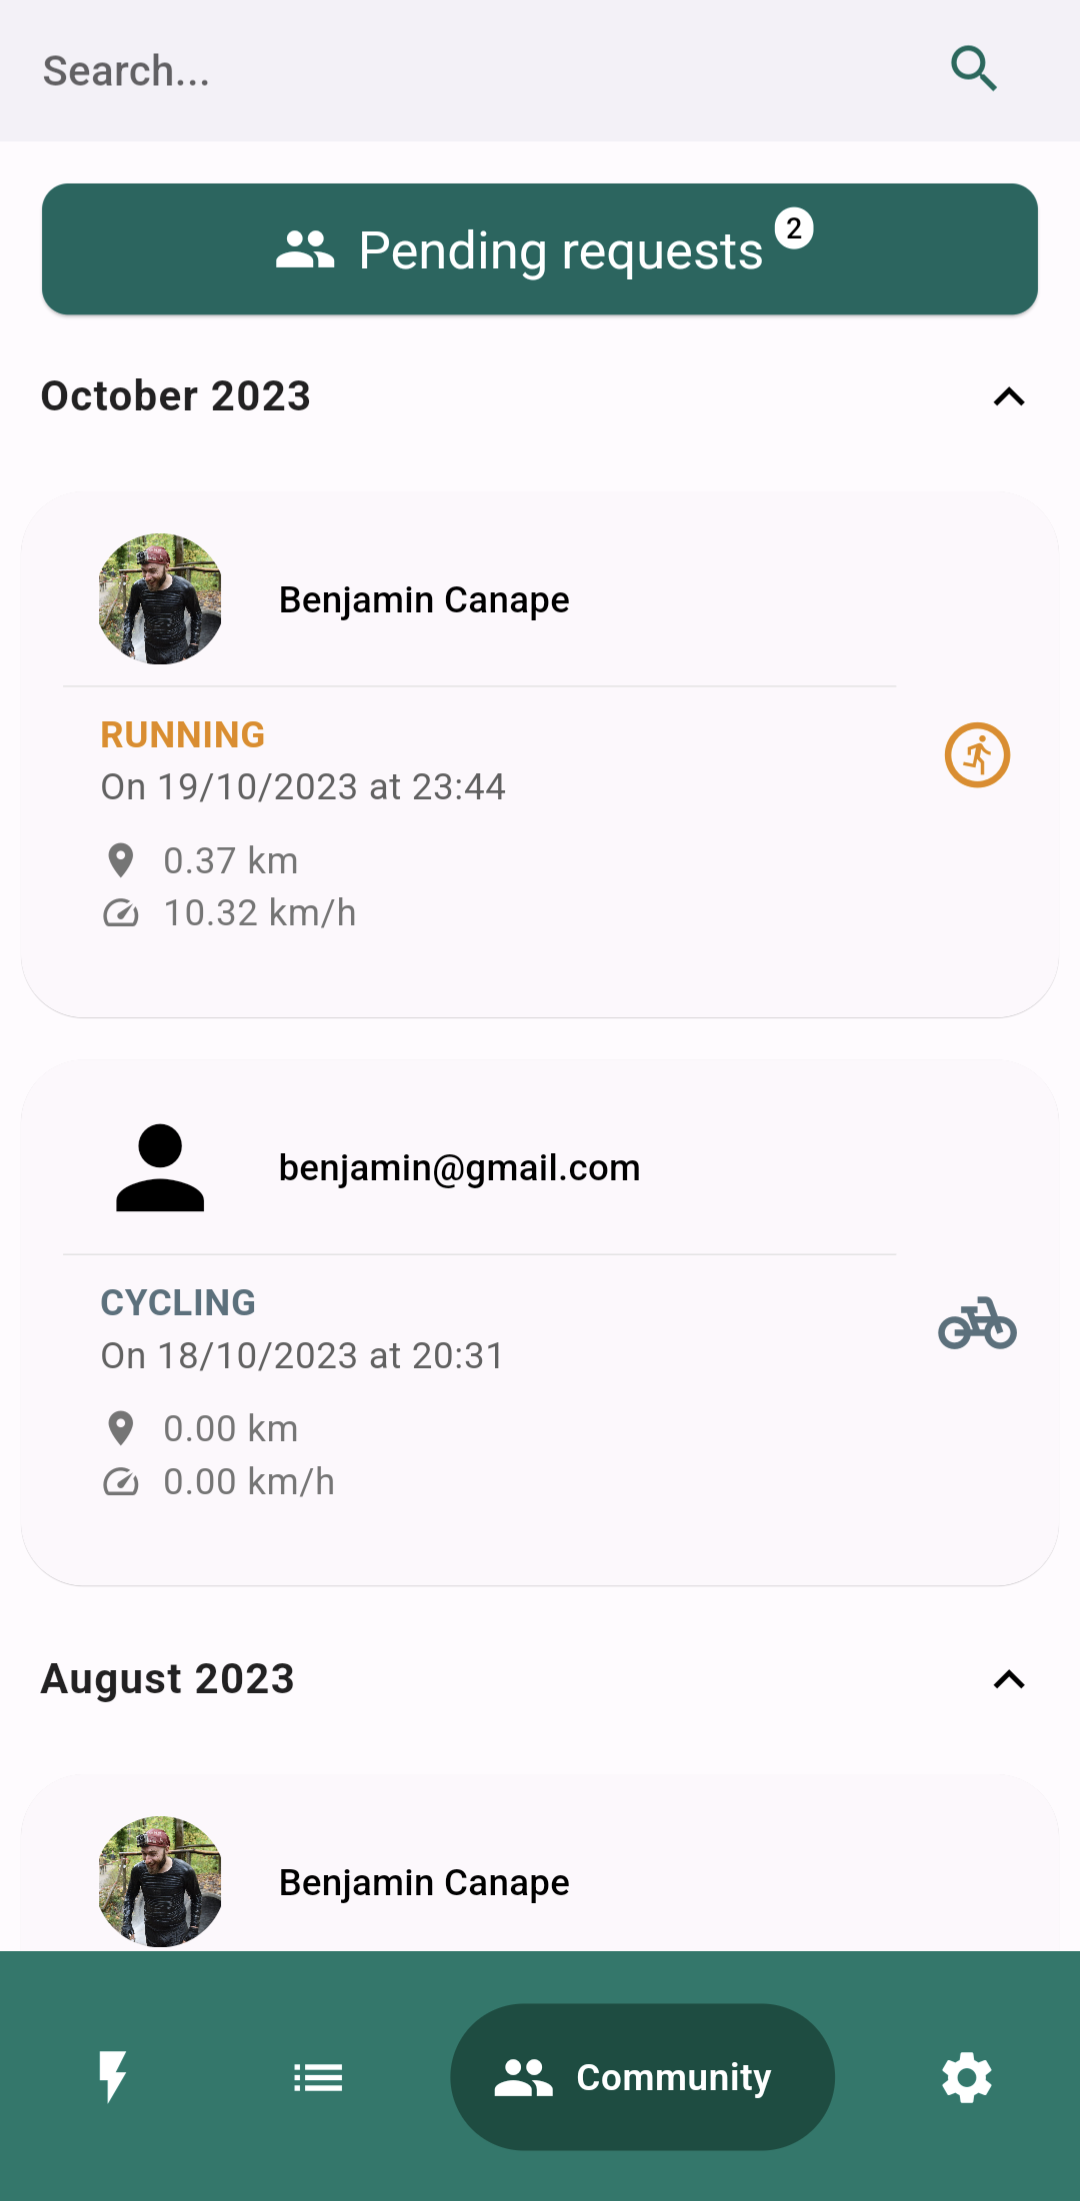 Search...
Pending requests 2
October 2023
Benjamin Canape
RUNNING
On 19/10/2023 at 23:44
0.37 km
10.32 km/h
benjamin@gmail.com
CYCLING
On 18/10/2023 at 20:31
0.00 km
0.00 km/h
August 2023
Benjamin Canape
Community